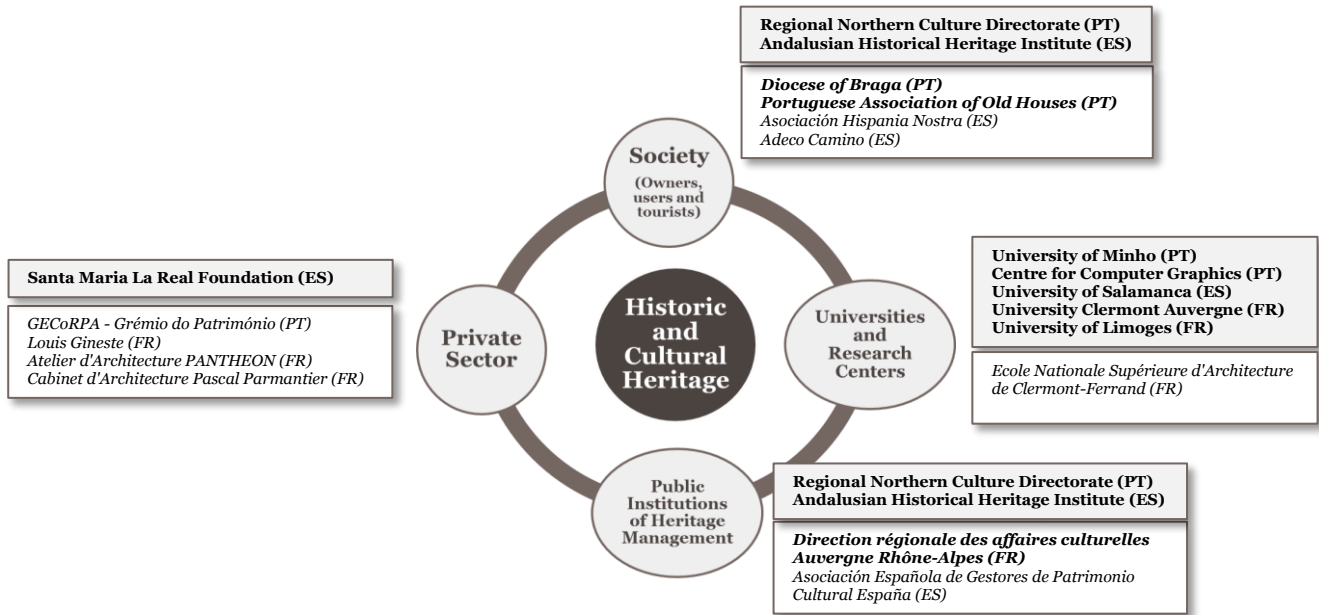 Regional Northern Culture Directorate (PT)
Andalusian Historical Heritage Institute (ES)
Diocese of Braga (PT)
Portuguese Association of Old Houses (PT)
Asociación Hispania Nostra (ES)
Adeco Camino (ES)
Society
(Owners,
users and
tourists)
Santa Maria La Real Foundation (ES)
GECoRPA - Grémio do Património (PT)
Louis Gineste (FR)
Atelier d'Architecture PANTHEON (FR)
Cabinet d'Architecture Pascal Parmantier (FR)
Private
Sector
Historic
and
Cultural
Heritage
Universities
and
Research
Centers
University of Minho (PT)
Centre for Computer Graphics (PT)
University of Salamanca (ES)
University Clermont Auvergne (FR)
University of Limoges (FR)
Ecole Nationale Supérieure d'Architecture
de Clermont-Ferrand (FR)
Public
Institutions
of Heritage
Management
Regional Northern Culture Directorate (PT)
Andalusian Historical Heritage Institute (ES)
Direction régionale des affaires culturelles
Auvergne Rhône-Alpes (FR)
Asociación Española de Gestores de Patrimonio
Cultural España (ES)